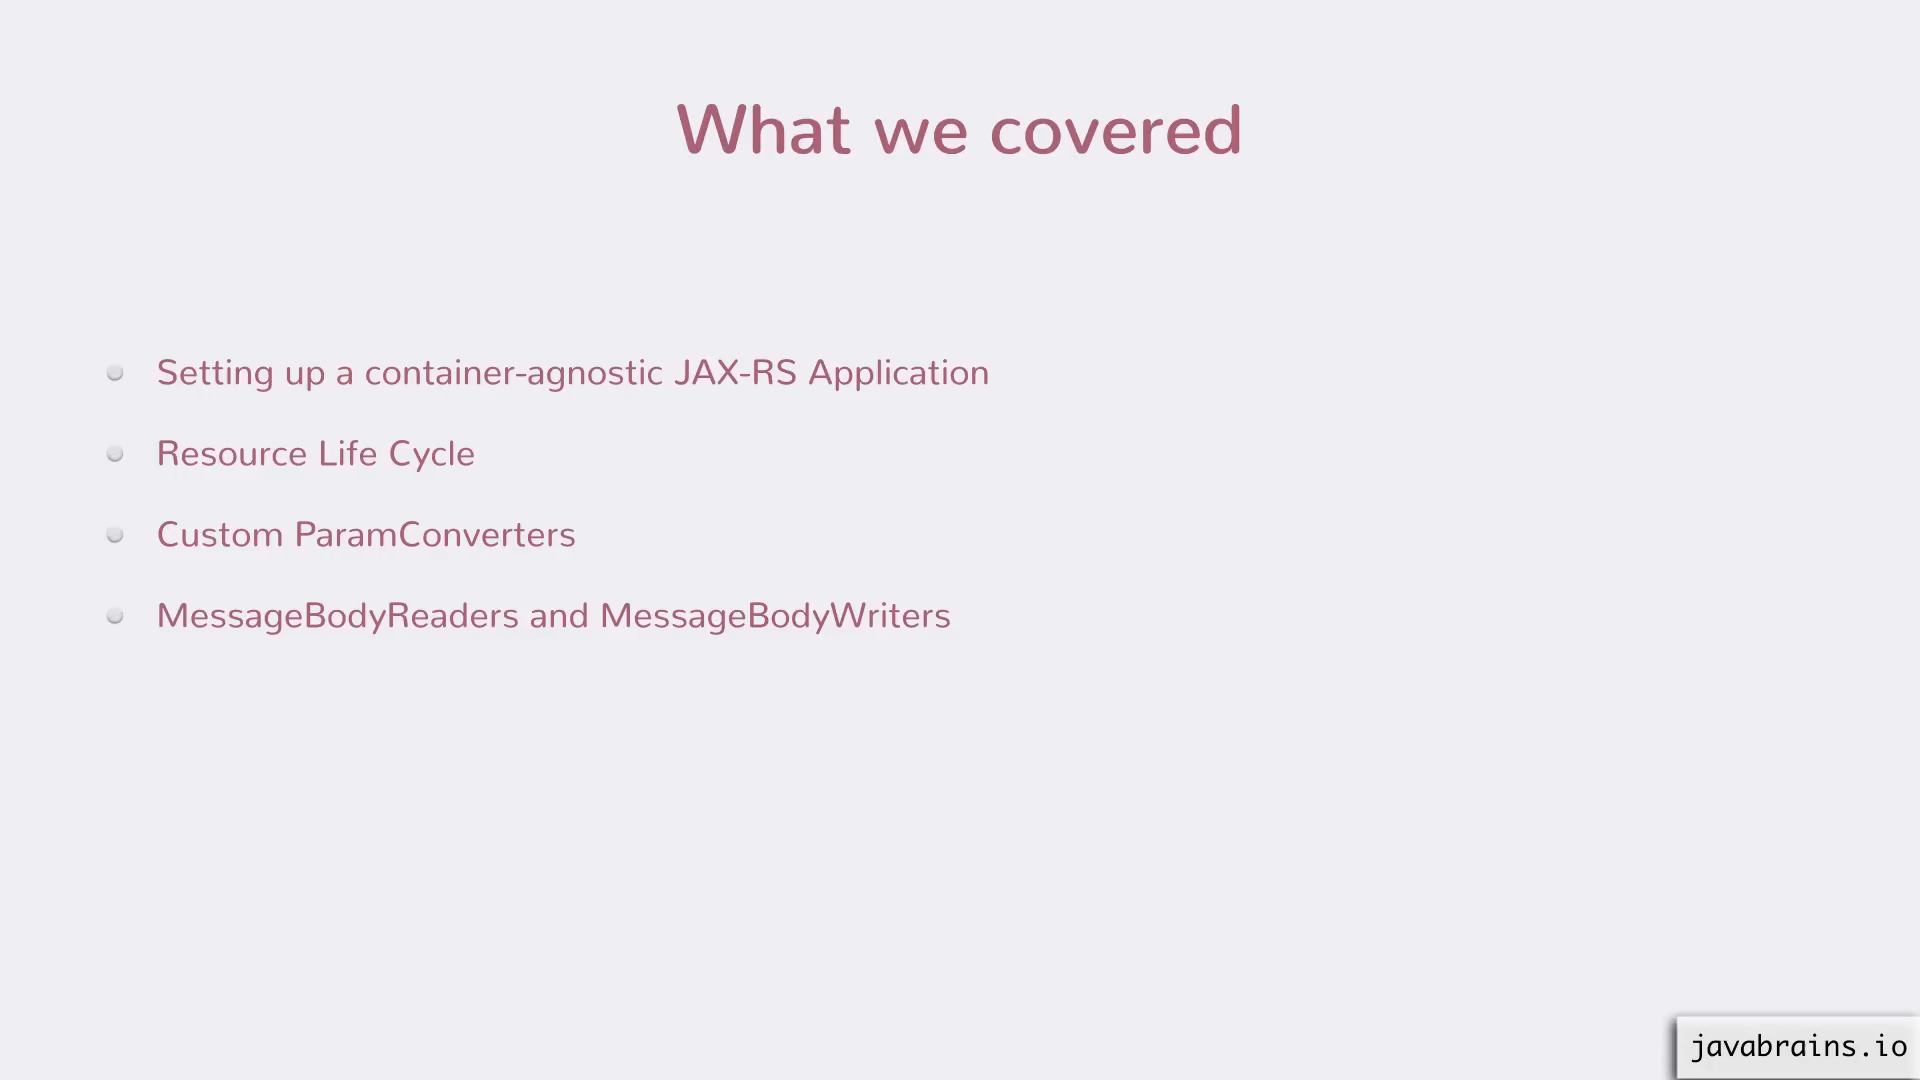 What we covered
Setting up a container-agnostic JAX-RS Application
Resource Life Cycle
Custom ParamConverters
MessageBodyReaders and MessageBodyWriters
javabrains.io